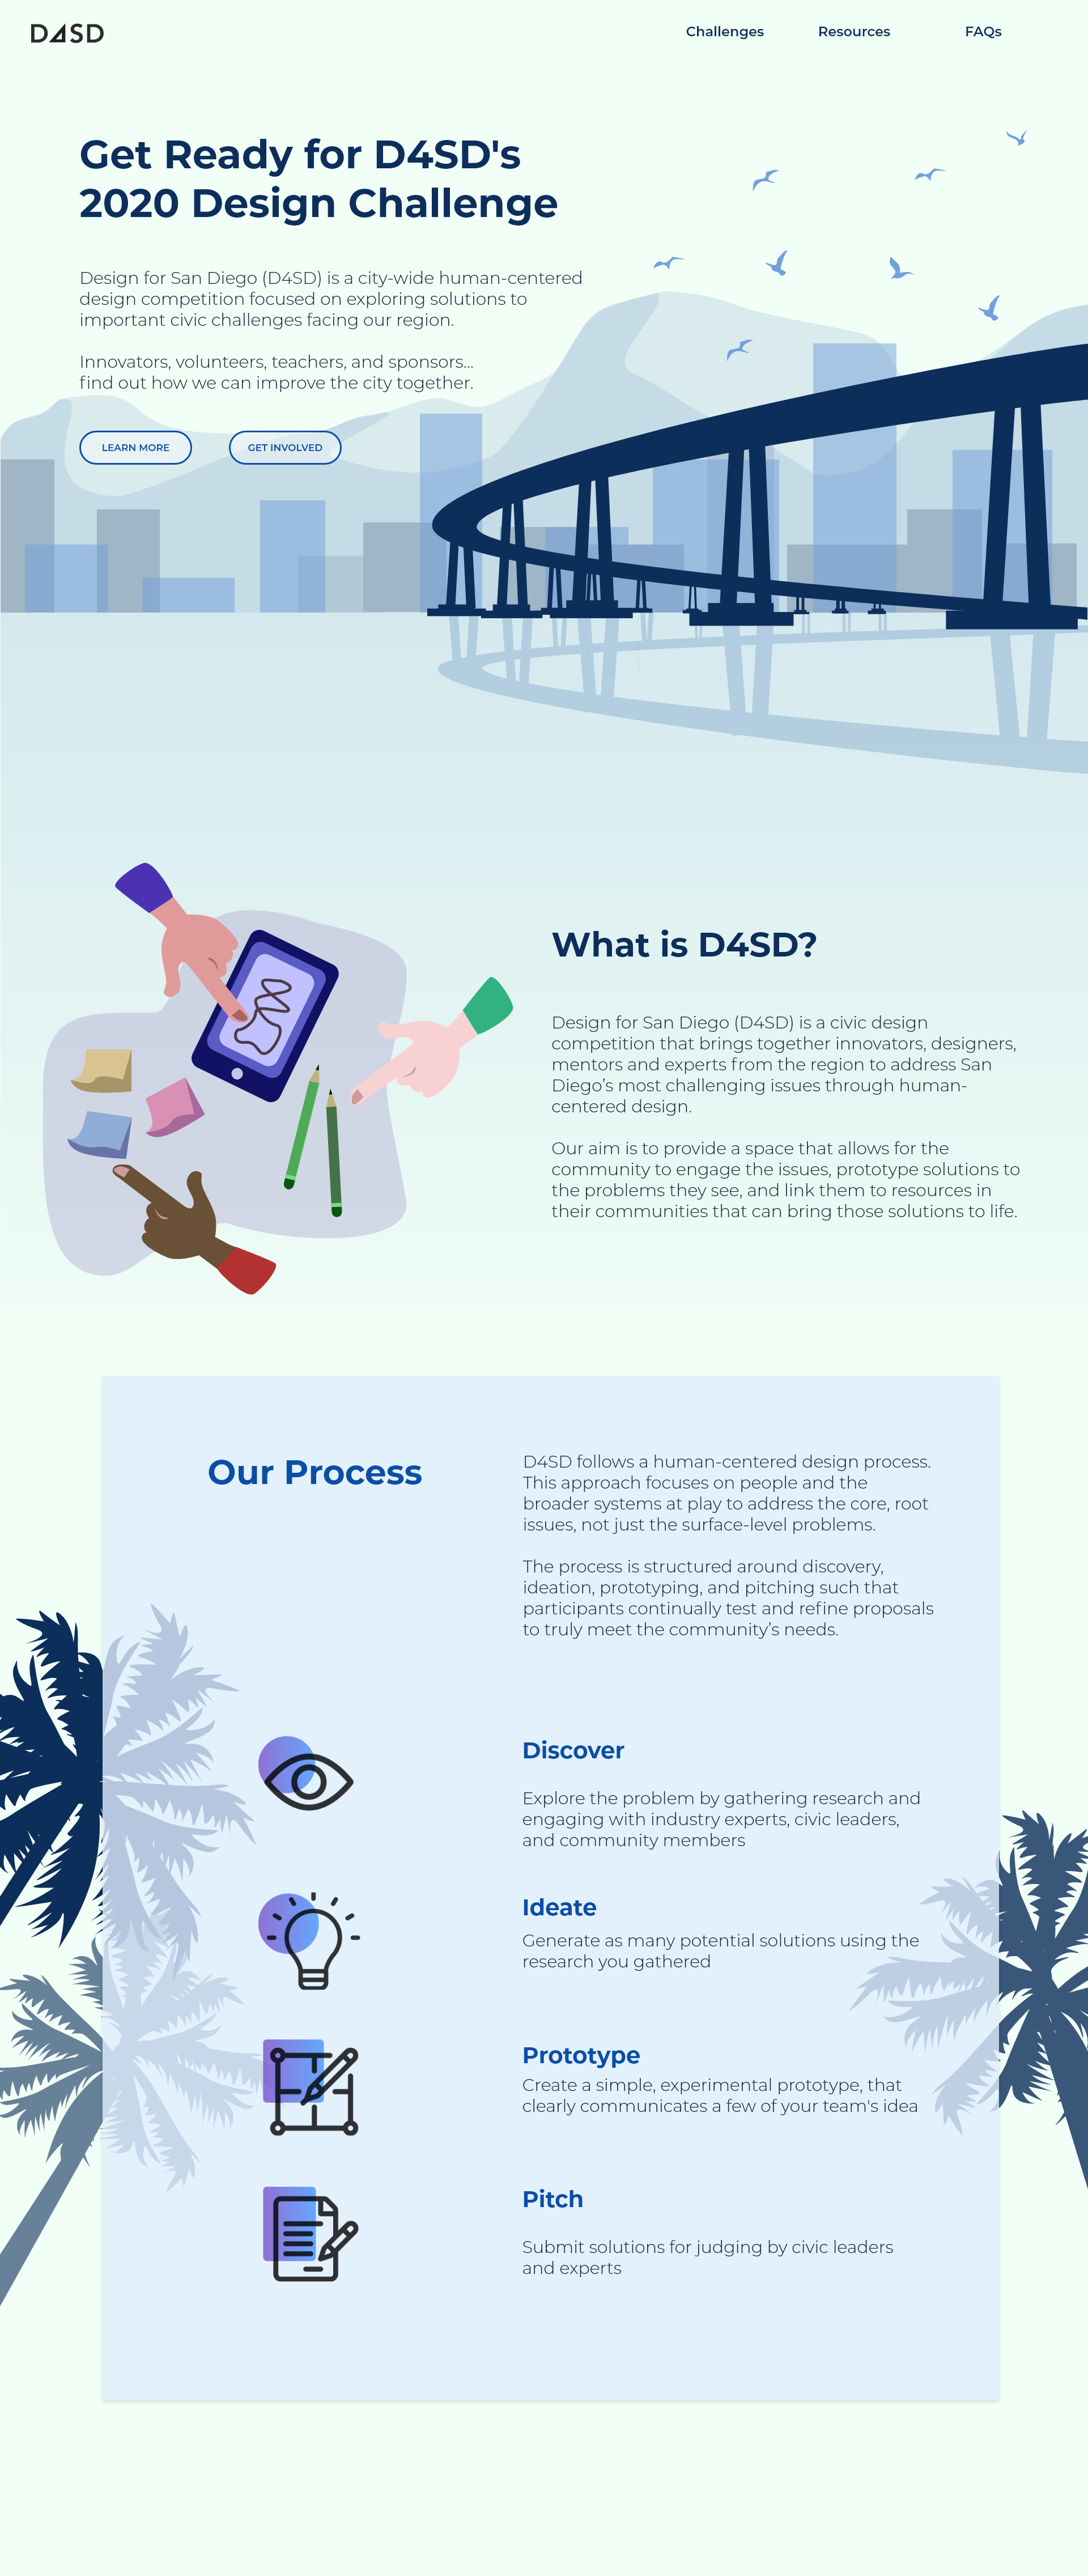 D4SD
Challenges
Resources
FAQs
Get Ready for D4SD's
2020 Design Challenge
Design for San Diego (D4SD) is a city-wide human-centered
design competition focused on exploring solutions to
important civic challenges facing our region.
Innovators, volunteers, teachers, and sponsors...
find out how we can improve the city together.
LEARN MORE
GET INVOLVED
What is D4SD?
Design for San Diego (D4SD) is a civic design
competition that brings together innovators, designers,
mentors and experts from the region to address San
Diego’s most challenging issues through human-
centered design.
Our aim is to provide a space that allows for the
community to engage the issues, prototype solutions to
the problems they see, and link them to resources in
their communities that can bring those solutions to life.
Our Process
D4SD follows a human-centered design process.
This approach focuses on people and the
broader systems at play to address the core, root
issues, not just the surface-level problems.
The process is structured around discovery,
ideation, prototyping, and pitching such that
participants continually test and refine proposals
to truly meet the community’s needs.
Discover
Explore the problem by gathering research and
engaging with industry experts, civic leaders,
and community members
Ideate
Generate as many potential solutions using the
research you gathered
Prototype
Create a simple, experimental prototype, that
clearly communicates a few of your team's idea
Pitch
Submit solutions for judging by civic leaders
and experts